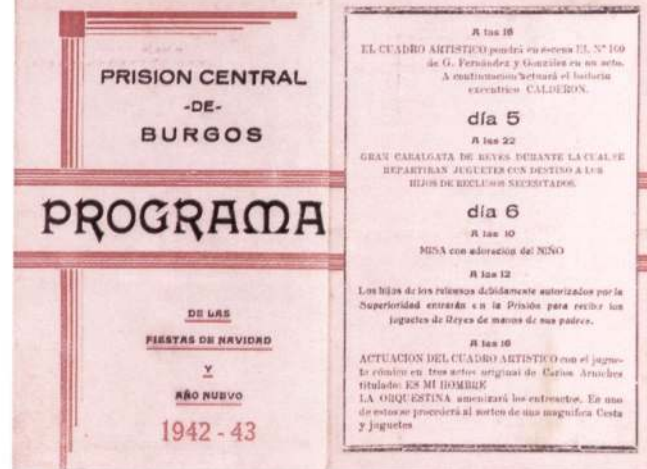 PRISION CENTRAL
-DE-
BURGOS
PROGRAMA
DE LAS
FIESTAS DE NAVIDAD
Y
AÑO NUEVO
1942 - 43
A las 18
EL CUADRO ARTISTICO pondrá en escena EL Nº 100
de G. Fernández y González en un acto.
A continuación actuará el
excéntrico CALDERON.
día 5
A las 22
GRAN CABALGATA DE REYES DURANTE LA CUAL SE
REPARTIRAN JUGUETES CON DESTINO A LOS
HIJOS DE RECLUSOS NECESITADOS.
día 6
A las 10
MISA con adoración del NIÑO
A las 12
Los hijos de los reclusos debidamente autorizados por la
Superioridad entrarán en la Prisión para recibir los
juguetes de Reyes de manos de sus padres.
A las 16
ACTUACION DEL CUADRO ARTISTICO con el jugue-
te cómico en tres actos original de Carlos Arniches
titulado: ES MI HOMBRE
LA ORQUESTINA amenizará los entreactos. En uno
de estos se procederá al sorteo de una magnífica Cesta
y juguetes